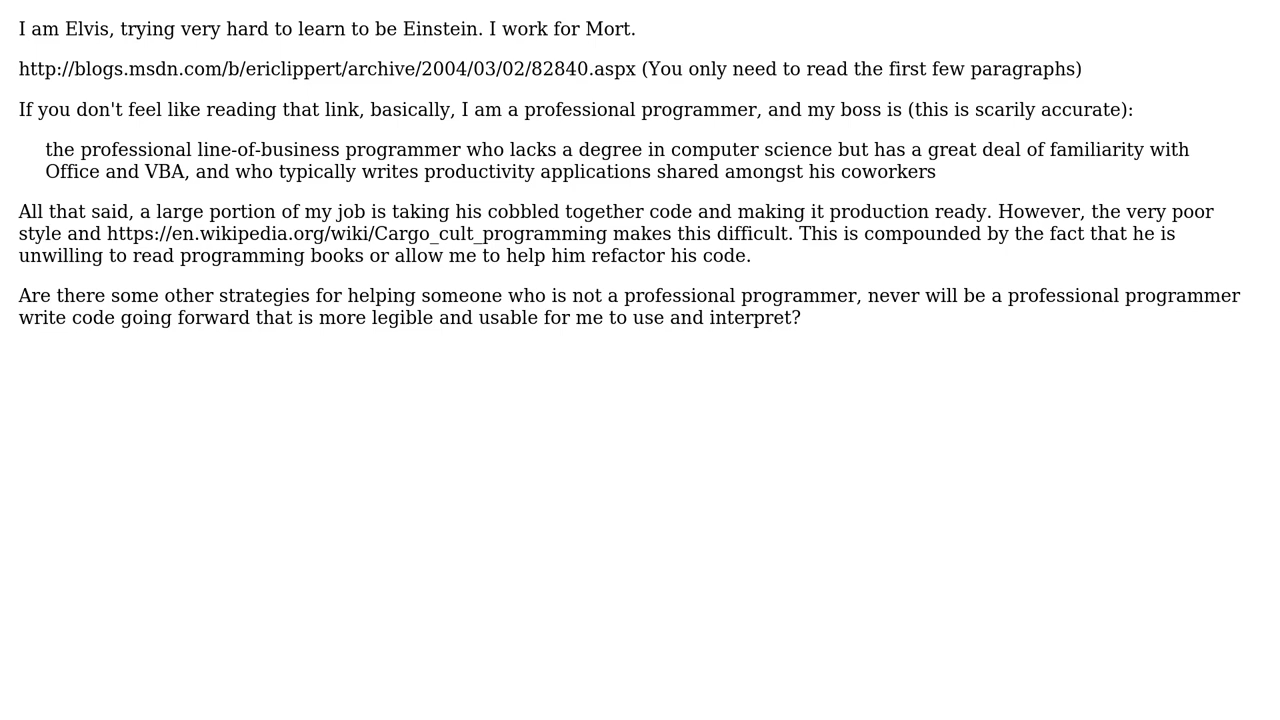 I am Elvis, trying very hard to learn to be Einstein. I work for Mort.
http://blogs.msdn.com/b/ericlippert/archive/2004/03/02/82840.aspx (You only need to read the first few paragraphs)
If you don't feel like reading that link, basically, I am a professional programmer, and my boss is (this is scarily accurate):
the professional line-of-business programmer who lacks a degree in computer science but has a great deal of familiarity with
Office and VBA, and who typically writes productivity applications shared amongst his coworkers
All that said, a large portion of my job is taking his cobbled together code and making it production ready. However, the very poor
style and https://en.wikipedia.org/wiki/Cargo_cult_programming makes this difficult. This is compounded by the fact that he is
unwilling to read programming books or allow me to help him refactor his code.
Are there some other strategies for helping someone who is not a professional programmer, never will be a professional programmer
write code going forward that is more legible and usable for me to use and interpret?